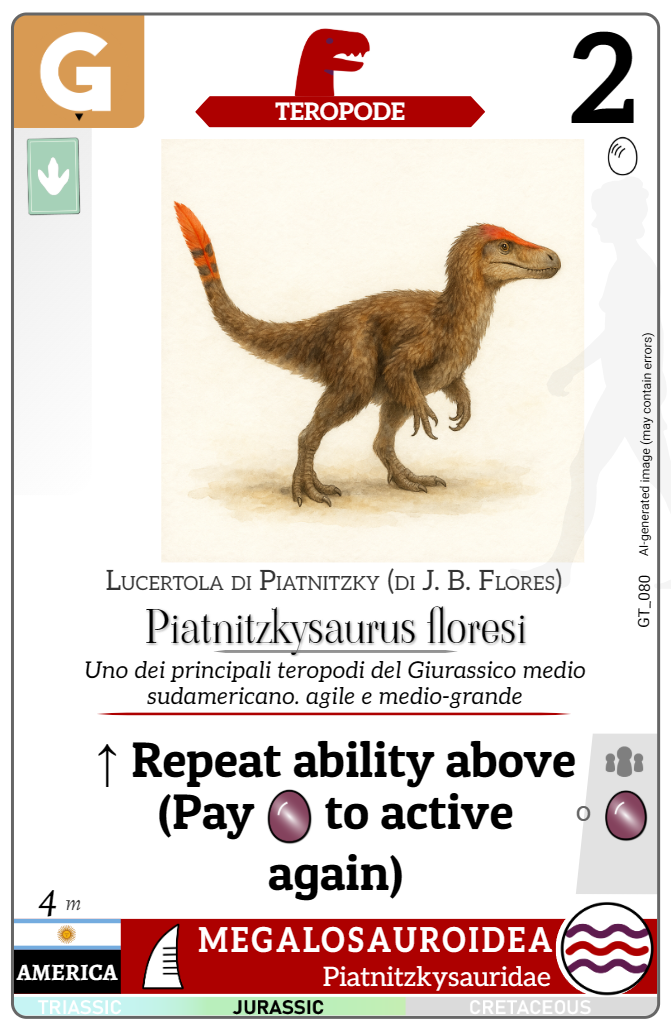 G
TEROPODE
2
AI-generated image (may contain errors)
GT_080
Lucertola di Piatnitzky (di J. B. Flores)
Piatnitzkysaurus floresi
Uno dei principali teropodi del Giurassico medio
sudamericano. agile e medio-grande
↑ Repeat ability above
(Pay to active
again)
o
4 m
AMERICA
MEGALOSAUROIDEA
Piatnitzkysauridae
TRIASSIC JURASSIC CRETACEOUS